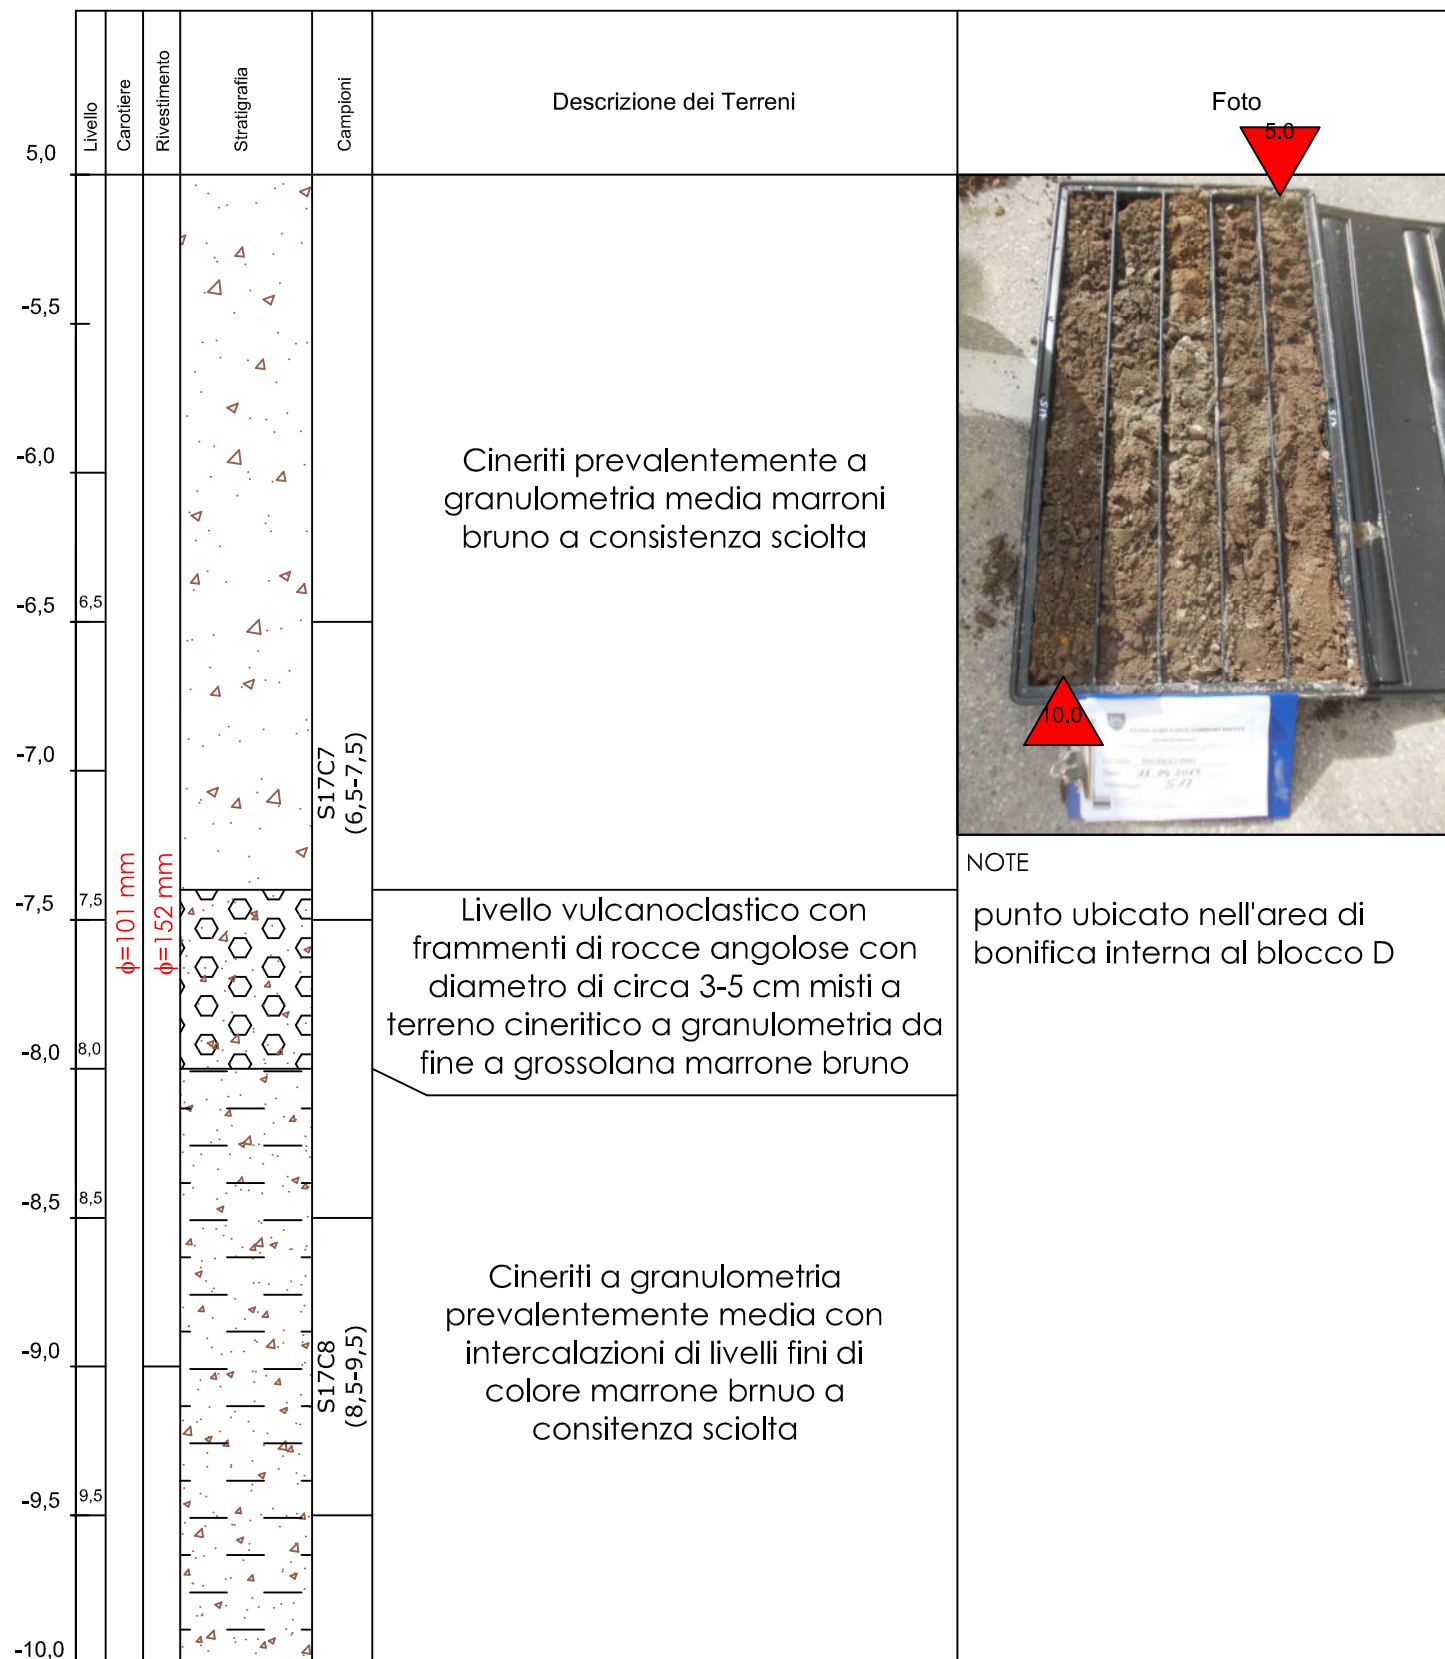 Livello
Carotiere
Rivestimento
Stratigrafia
Campioni
Descrizione dei Terreni
Foto
5,0
5.0
-5,5
-6,0
Cineriti prevalentemente a
granulometria media marroni
bruno a consistenza sciolta
-6,5
6,5
10.0
11.09.2013
S17
-7,0
S17C7
(6,5-7,5)
NOTE
-7,5
7,5
ϕ=101 mm
ϕ=152 mm
Livello vulcanoclastico con
frammenti di rocce angolose con
diametro di circa 3-5 cm misti a
terreno cineritico a granulometria da
fine a grossolana marrone bruno
punto ubicato nell'area di
bonifica interna al blocco D
-8,0
8,0
-8,5
8,5
Cineriti a granulometria
prevalentemente media con
intercalazioni di livelli fini di
colore marrone brnuo a
consitenza sciolta
-9,0
S17C8
(8,5-9,5)
-9,5
9,5
-10,0